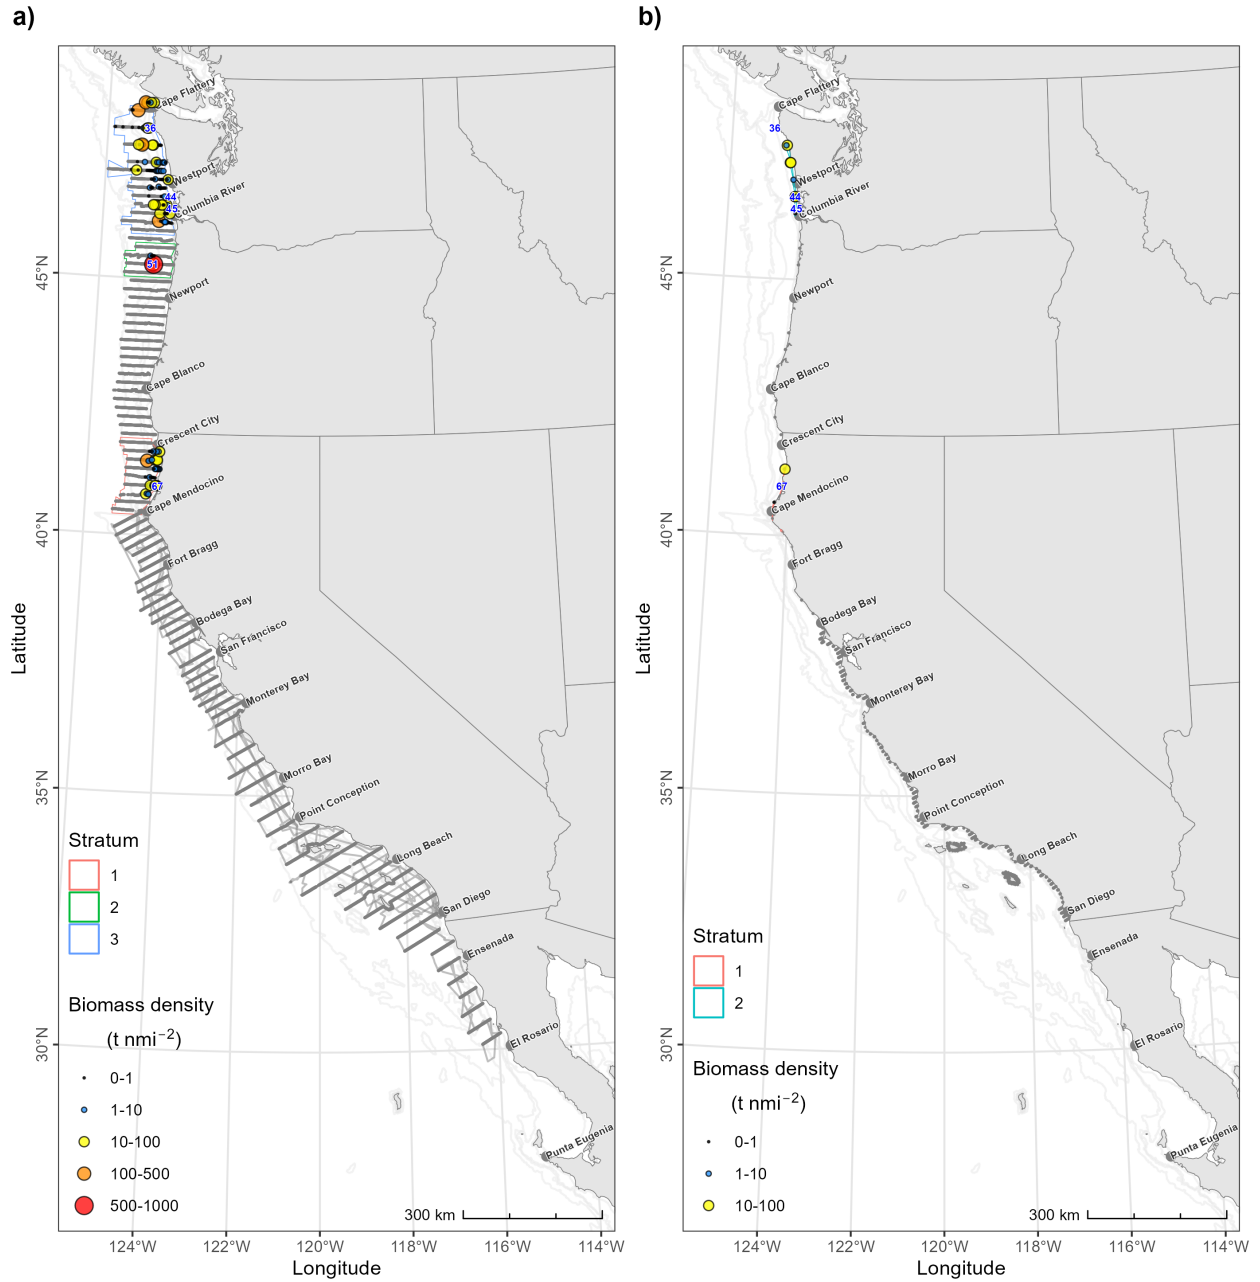 a)
Cape Flattery
36
Westport
44
45
Columbia River
51
Newport
Cape Blanco
Crescent City
67
Cape Mendocino
Fort Bragg
Bodega Bay
San Francisco
Monterey Bay
Morro Bay
Point Conception
Long Beach
San Diego
Ensenada
El Rosario
Punta Eugenia
45°N
40°N
35°N
30°N
Latitude
Stratum
1
2
3
Biomass density
(t nmi−2)
0-1
1-10
10-100
100-500
500-1000
300 km
124°W
122°W
120°W
118°W
116°W
114°W
Longitude
b)
Cape Flattery
36
Westport
44
45
Columbia River
Newport
Cape Blanco
Crescent City
67
Cape Mendocino
Fort Bragg
Bodega Bay
San Francisco
Monterey Bay
Morro Bay
Point Conception
Long Beach
San Diego
Ensenada
El Rosario
Punta Eugenia
45°N
40°N
35°N
30°N
Latitude
Stratum
1
2
Biomass density
(t nmi−2)
0-1
1-10
10-100
300 km
124°W
122°W
120°W
118°W
116°W
114°W
Longitude